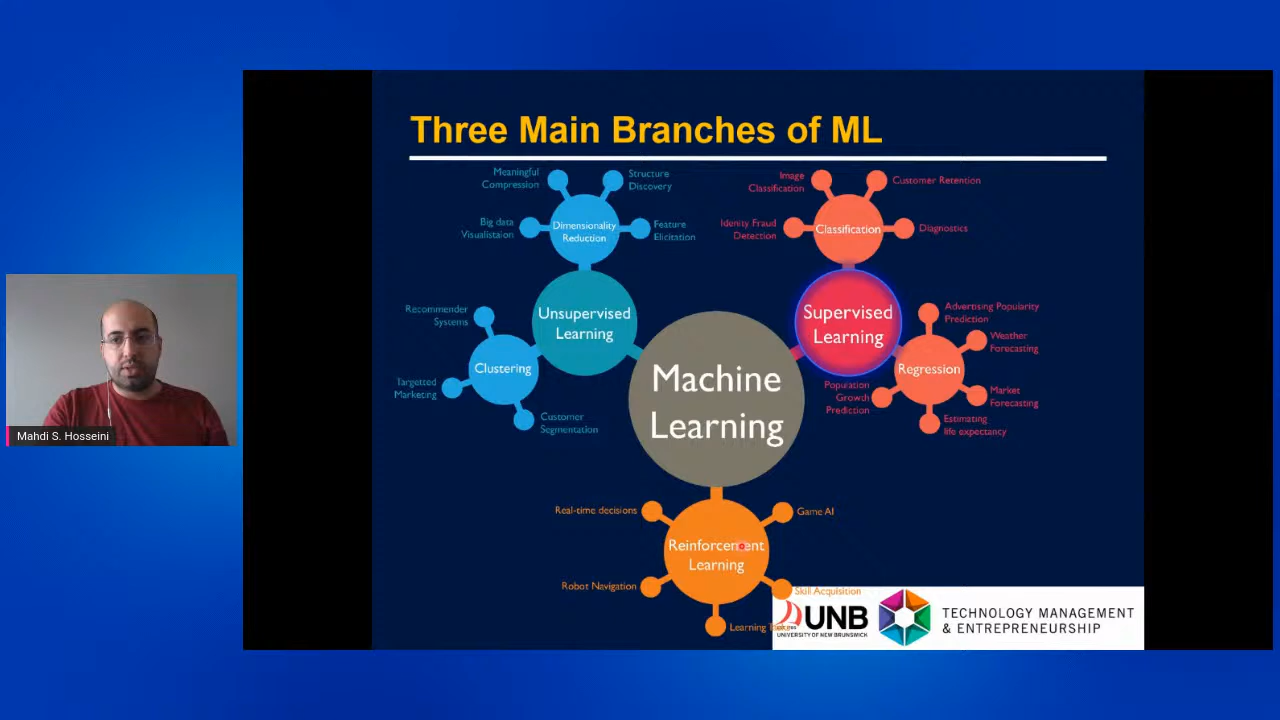 Three Main Branches of ML
Meaningful
Compression
Structure
Discovery
Big data
Visualistaion
Dimensionality
Reduction
Feature
Elicitation
Unsupervised
Learning
Recommender
Systems
Clustering
Targetted
Marketing
Customer
Segmentation
Image
Classification
Customer Retention
Idenity Fraud
Detection
Classification
Diagnostics
Supervised
Learning
Advertising Popularity
Prediction
Weather
Forecasting
Regression
Population
Growth
Prediction
Market
Forecasting
Estimating
life expectancy
Machine
Learning
Real-time decisions
Game AI
Reinforcement
Learning
Robot Navigation
Skill Acquisition
Learning
UNB
UNIVERSITY OF NEW BRUNSWICK
TECHNOLOGY MANAGEMENT
& ENTREPRENEURSHIP
Mahdi S. Hosseini